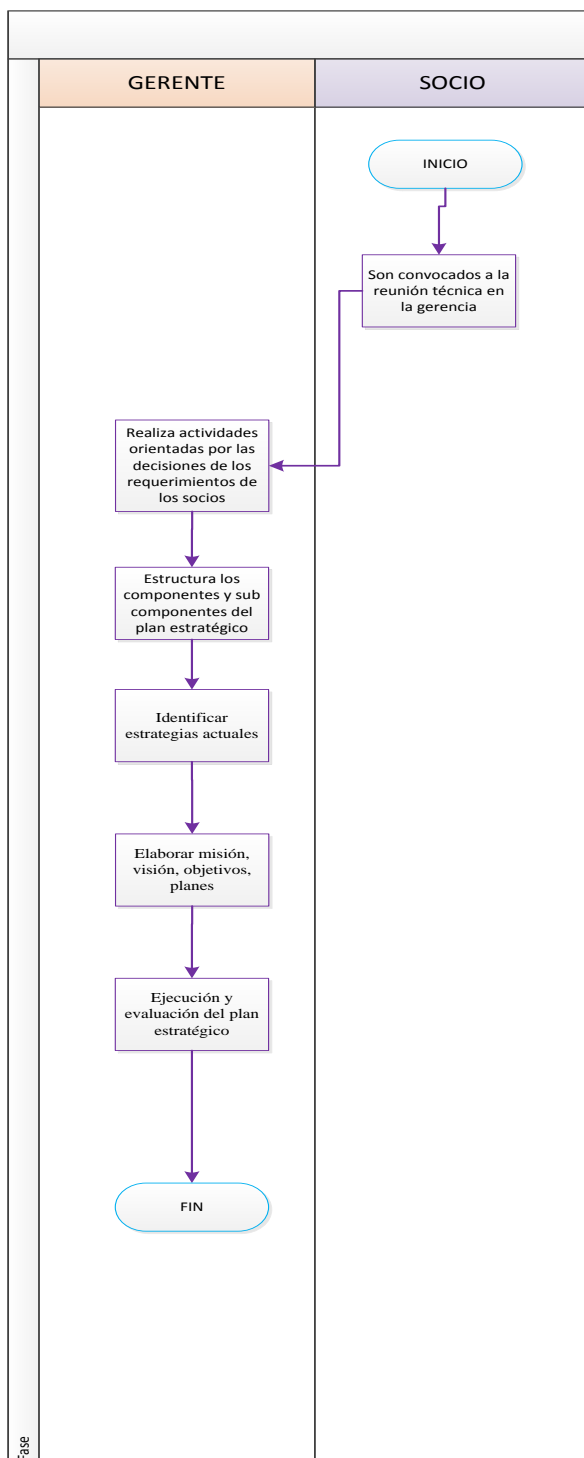 GERENTE
SOCIO
INICIO
Son convocados a la
reunión técnica en
la gerencia
Realiza actividades
orientadas por las
decisiones de los
requerimientos de
los socios
Estructura los
componentes y sub
componentes del
plan estratégico
Identificar
estrategias actuales
Elaborar misión,
visión, objetivos,
planes
Ejecución y
evaluación del plan
estratégico
FIN
Fase